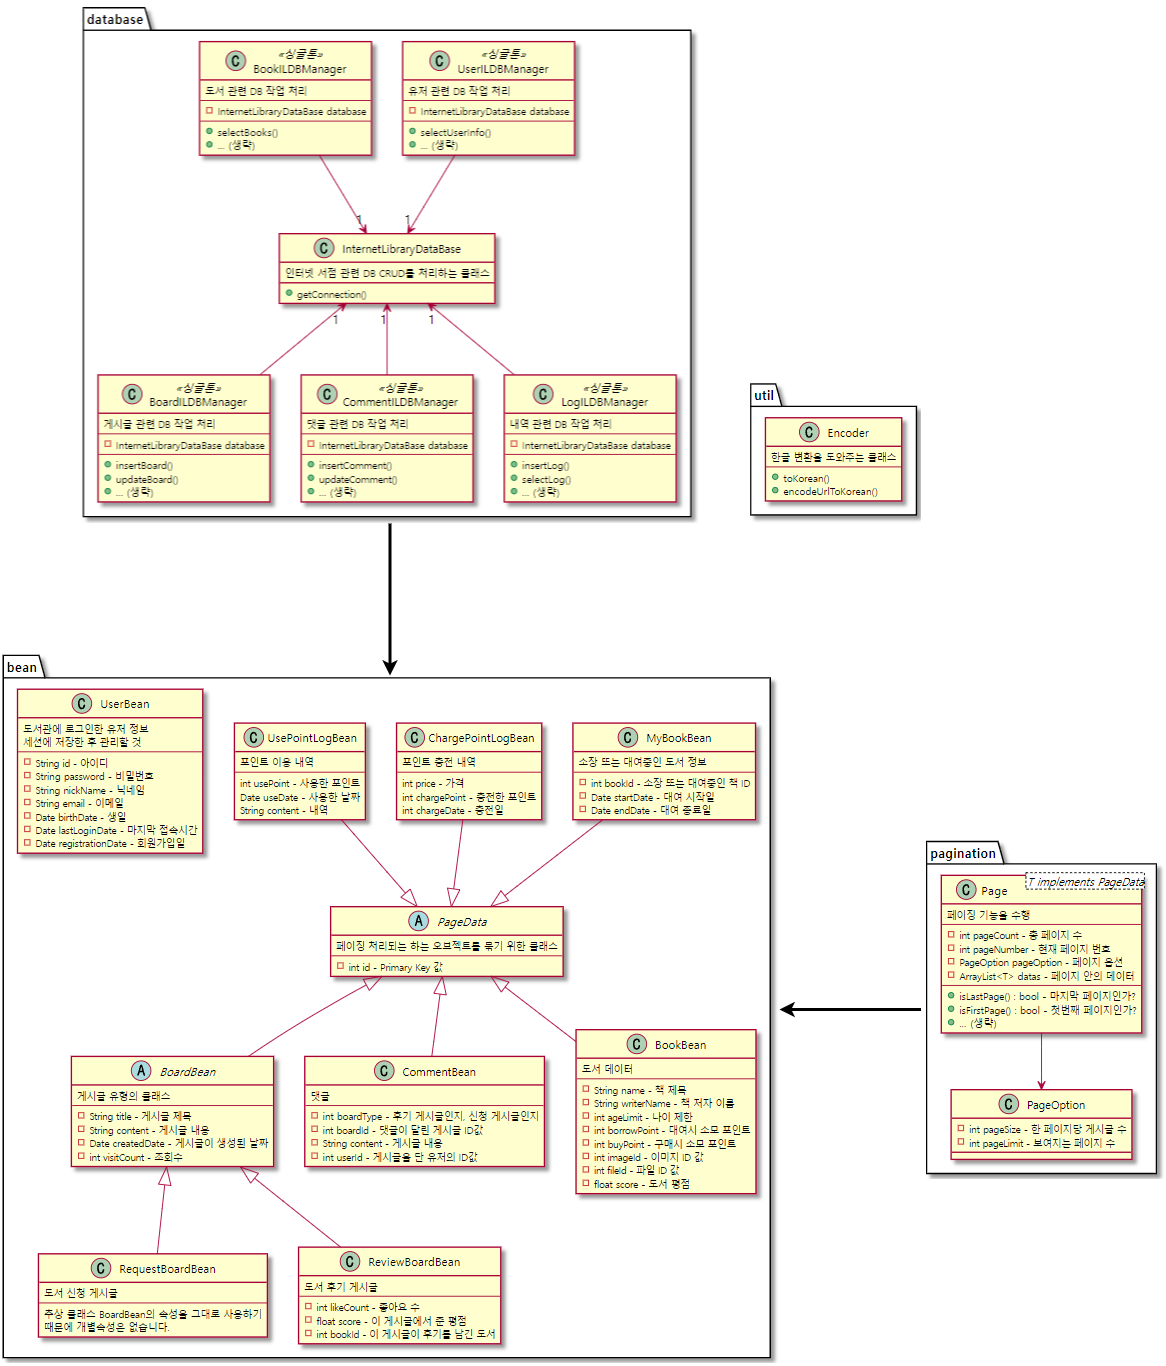 database
«싱글톤»
BookILDBManager
도서 관련 DB 작업 처리
InternetLibraryDataBase database
selectBooks()
... (생략)
«싱글톤»
UserILDBManager
유저 관련 DB 작업 처리
InternetLibraryDataBase database
selectUserInfo()
... (생략)
1
1
InternetLibraryDataBase
인터넷 서점 관련 DB CRUD를 처리하는 클래스
getConnection()
1
1
1
«싱글톤»
BoardILDBManager
게시글 관련 DB 작업 처리
InternetLibraryDataBase database
insertBoard()
updateBoard()
... (생략)
«싱글톤»
CommentILDBManager
댓글 관련 DB 작업 처리
InternetLibraryDataBase database
insertComment()
updateComment()
... (생략)
«싱글톤»
LogILDBManager
내역 관련 DB 작업 처리
InternetLibraryDataBase database
insertLog()
selectLog()
... (생략)
util
C Encoder
한글 변환을 도와주는 클래스
toKorean()
encodeUrlToKorean()
bean
C UserBean
도서관에 로그인한 유저 정보
세션에 저장한 후 관리할 것
String id - 아이디
String password - 비밀번호
String nickName - 닉네임
String email - 이메일
Date birthDate - 생일
Date lastLoginDate - 마지막 접속시간
Date registrationDate - 회원가입일
C UsePointLogBean
포인트 이용 내역
int usePoint - 사용한 포인트
Date useDate - 사용한 날짜
String content - 내역
C ChargePointLogBean
포인트 충전 내역
int price - 가격
int chargePoint - 충전한 포인트
int chargeDate - 충전일
C MyBookBean
소장 또는 대여중인 도서 정보
int bookId - 소장 또는 대여중인 책 ID
Date startDate - 대여 시작일
Date endDate - 대여 종료일
A PageData
페이징 처리되는 하는 오브젝트를 묶기 위한 클래스
int id - Primary Key 값
A BoardBean
게시글 유형의 클래스
String title - 게시글 제목
String content - 게시글 내용
Date createdDate - 게시글이 생성된 날짜
int visitCount - 조회수
C CommentBean
댓글
int boardType - 후기 게시글인지, 신청 게시글인지
int boardId - 댓글이 달린 게시글 ID값
String content - 게시글 내용
int userId - 게시글을 단 유저의 ID값
C BookBean
도서 데이터
String name - 책 제목
String writerName - 책 저자 이름
int ageLimit - 나이 제한
int borrowPoint - 대여시 소모 포인트
int buyPoint - 구매시 소모 포인트
int imageId - 이미지 ID 값
int fileId - 파일 ID 값
float score - 도서 평점
C RequestBoardBean
도서 신청 게시글
추상 클래스 BoardBean의 속성을 그대로 사용하기
때문에 개별속성은 없습니다.
C ReviewBoardBean
도서 후기 게시글
int likeCount - 좋아요 수
float score - 이 게시글에서 준 평점
int bookId - 이 게시글이 후기를 남긴 도서
pagination
C Page
T implements PageData
페이징 기능을 수행
int pageCount - 총 페이지 수
int pageNumber - 현재 페이지 번호
PageOption pageOption - 페이지 옵션
ArrayList<T> datas - 페이지 안의 데이터
isLastPage() : bool - 마지막 페이지인가?
isFirstPage() : bool - 첫번째 페이지인가?
... (생략)
C PageOption
int pageSize - 한 페이지당 게시글 수
int pageLimit - 보여지는 페이지 수